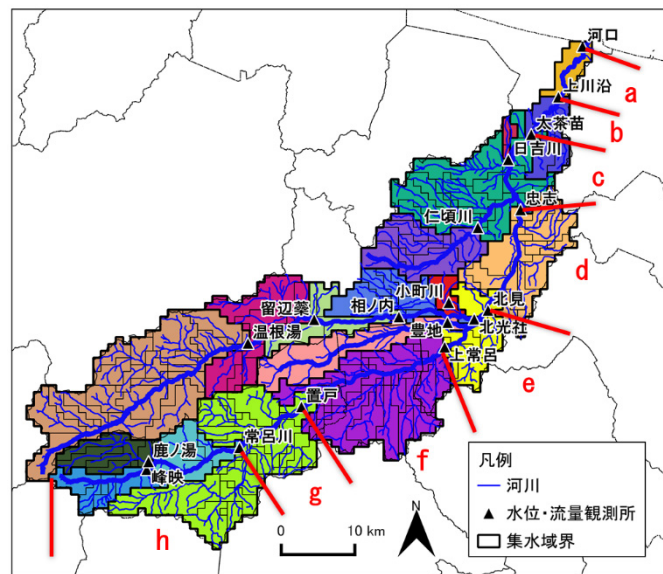 河口
a
上川沿
b
太茶苗
日吉川
c
忠志
仁頃川
d
小町川
北見
留辺蘂
相ノ内
北光社
温根湯
豊地
上常呂
e
置戸
f
鹿ノ湯
常呂川
峰映
g
h
0
10 km
N
凡例
河川
水位・流量観測所
集水域界